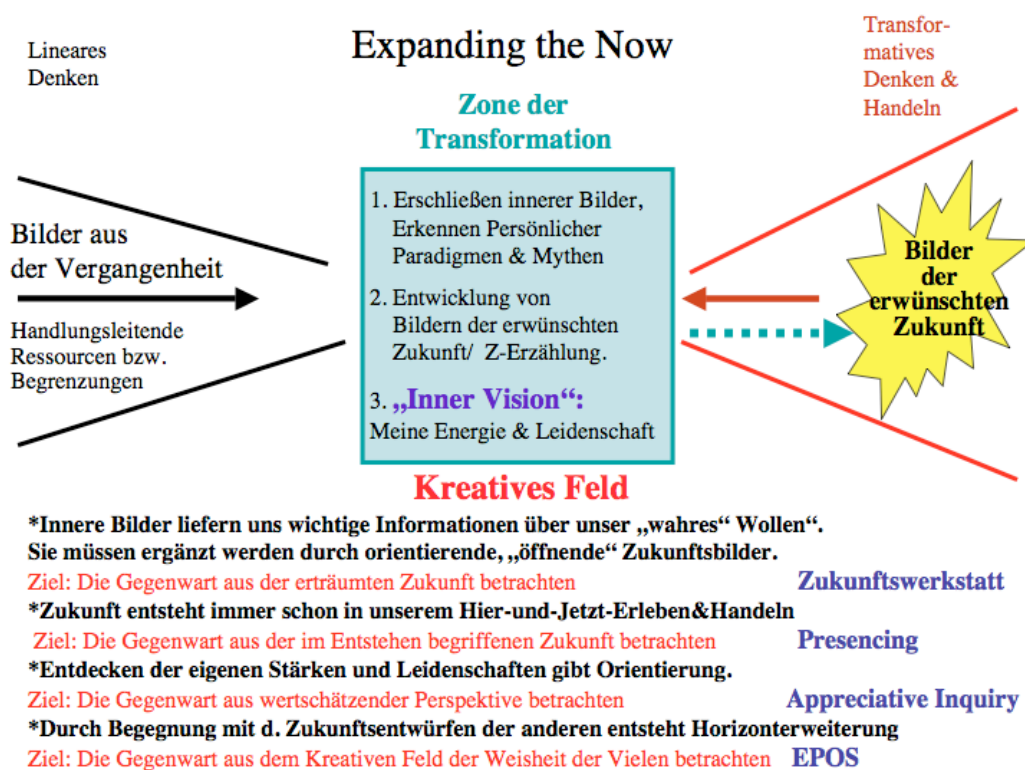 Expanding the Now
Lineares
Denken
Transfor-
matives
Denken &
Handeln
Zone der
Transformation
Bilder aus
der Vergangenheit
Handlungsleitende
Ressourcen bzw.
Begrenzungen
1. Erschließen innerer Bilder,
Erkennen Persönlicher
Paradigmen & Mythen
2. Entwicklung von
Bildern der erwünschten
Zukunft/ Z-Erzählung.
3. „Inner Vision“:
Meine Energie & Leidenschaft
Bilder
der
erwünschten
Zukunft
Kreatives Feld
*Innere Bilder liefern uns wichtige Informationen über unser „wahres” Wollen“.
Sie müssen ergänzt werden durch orientierende, „öffnende” Zukunftsbilder.
Ziel: Die Gegenwart aus der erträumten Zukunft betrachten Zukunftswerkstatt
*Zukunft entsteht immer schon in unserem Hier-und-Jetzt-Erleben&Handeln
Ziel: Die Gegenwart aus der im Entstehen begriffenen Zukunft betrachten Presencing
*Entdecken der eigenen Stärken und Leidenschaften gibt Orientierung.
Ziel: Die Gegenwart aus wertschätzender Perspektive betrachten Appreciative Inquiry
*Durch Begegnung mit d. Zukunftsentwürfen der anderen entsteht Horizonterweiterung
Ziel: Die Gegenwart aus dem Kreativen Feld der Weisheit der Vielen betrachten EPOS